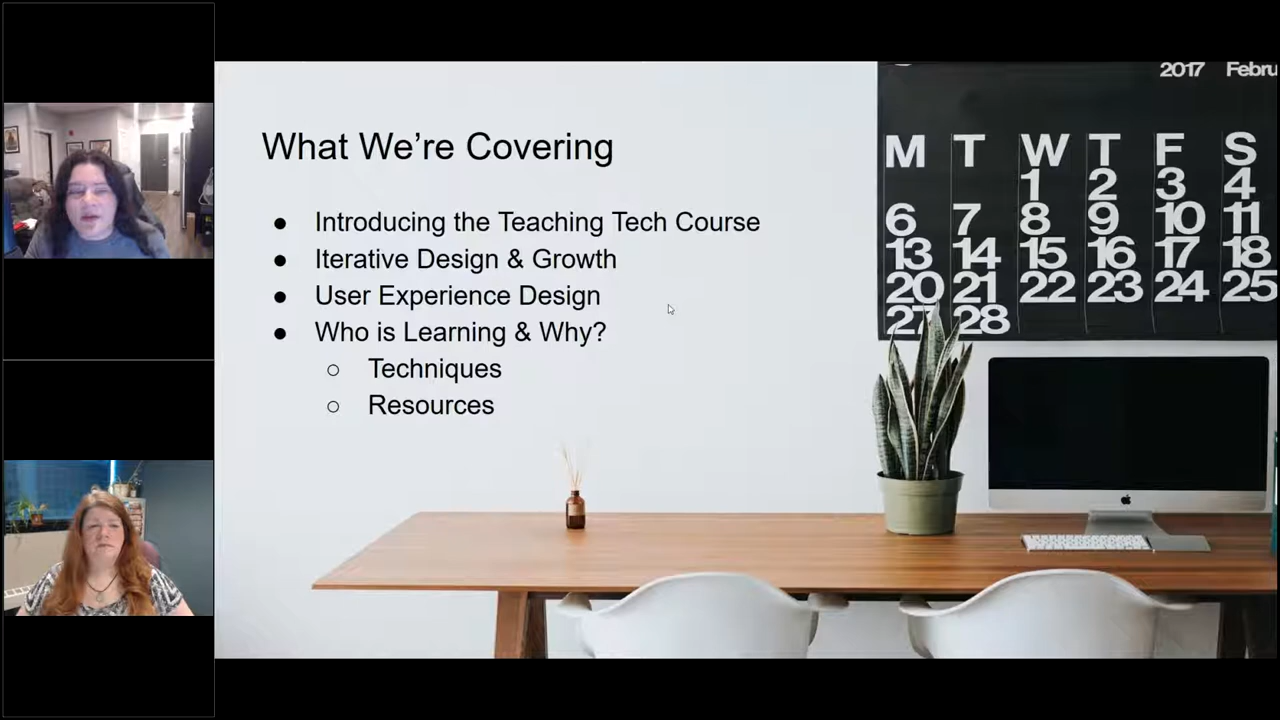 What We’re Covering
● Introducing the Teaching Tech Course
● Iterative Design & Growth
● User Experience Design
● Who is Learning & Why?
○ Techniques
○ Resources
2017 Febru
M T W T F S
1 2 3 4
6 7 8 9 10 11
13 14 15 16 17 18
20 21 22 23 24 25
27 28